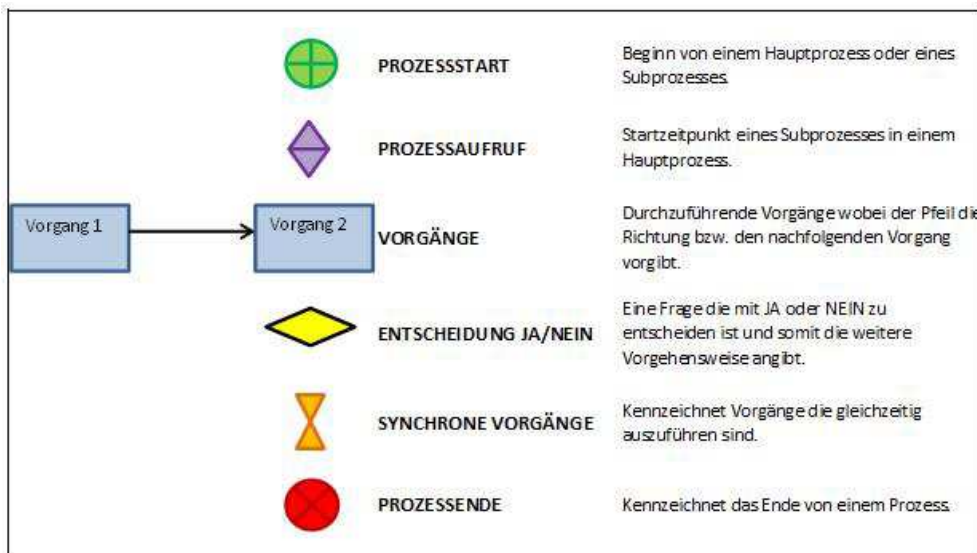 PROZESSSTART
Beginn von einem Hauptprozess oder eines
Subprozesses.
PROZESSAUFRUF
Startzeitpunkt eines Subprozesses in einem
Hauptprozess.
Vorgang 1
Vorgang 2
VORGÄNGE
Durchzuführende Vorgänge wobei der Pfeil die
Richtung bzw. den nachfolgenden Vorgang
vorgibt.
ENTSCHEIDUNG JA/NEIN
Eine Frage die mit JA oder NEIN zu
entscheiden ist und somit die weitere
Vorgehensweise angibt.
SYNCHRONE VORGÄNGE
Kennzeichnet Vorgänge die gleichzeitig
auszuführen sind.
PROZESSENDE
Kennzeichnet das Ende von einem Prozess.